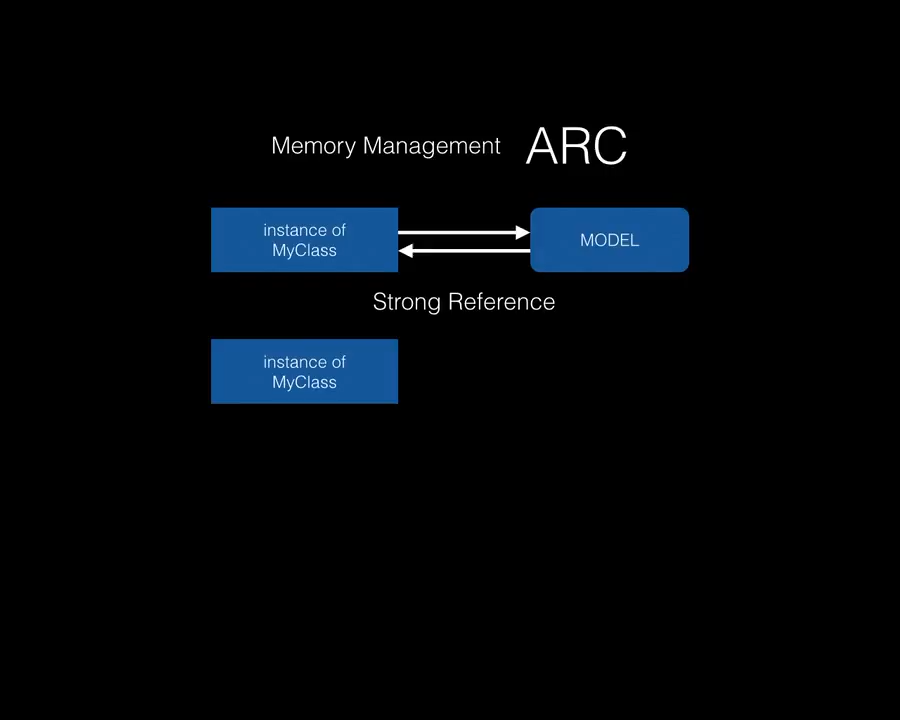 Memory Management ARC
instance of
MyClass
MODEL
Strong Reference
instance of
MyClass